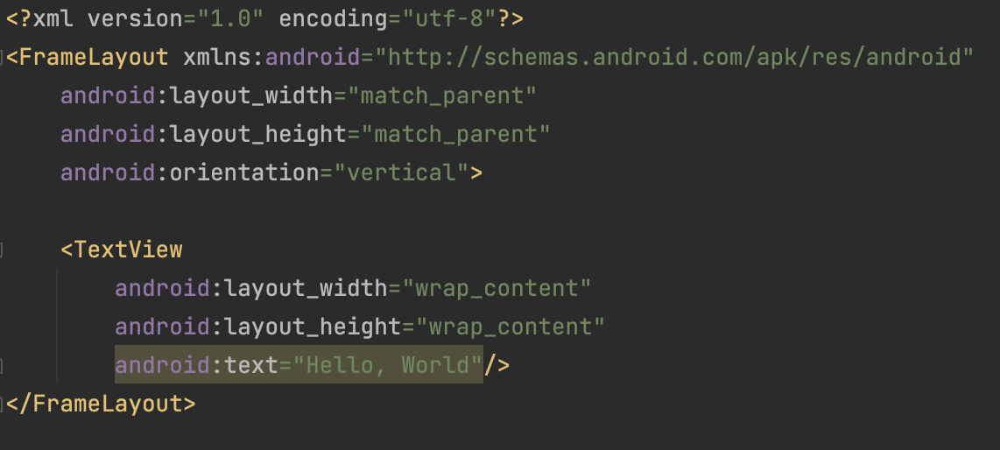 <?xml version="1.0" encoding="utf-8"?>
<FrameLayout xmlns:android="http://schemas.android.com/apk/res/android"
    android:layout_width="match_parent"
    android:layout_height="match_parent"
    android:orientation="vertical">

    <TextView
        android:layout_width="wrap_content"
        android:layout_height="wrap_content"
        android:text="Hello, World"/>
</FrameLayout>